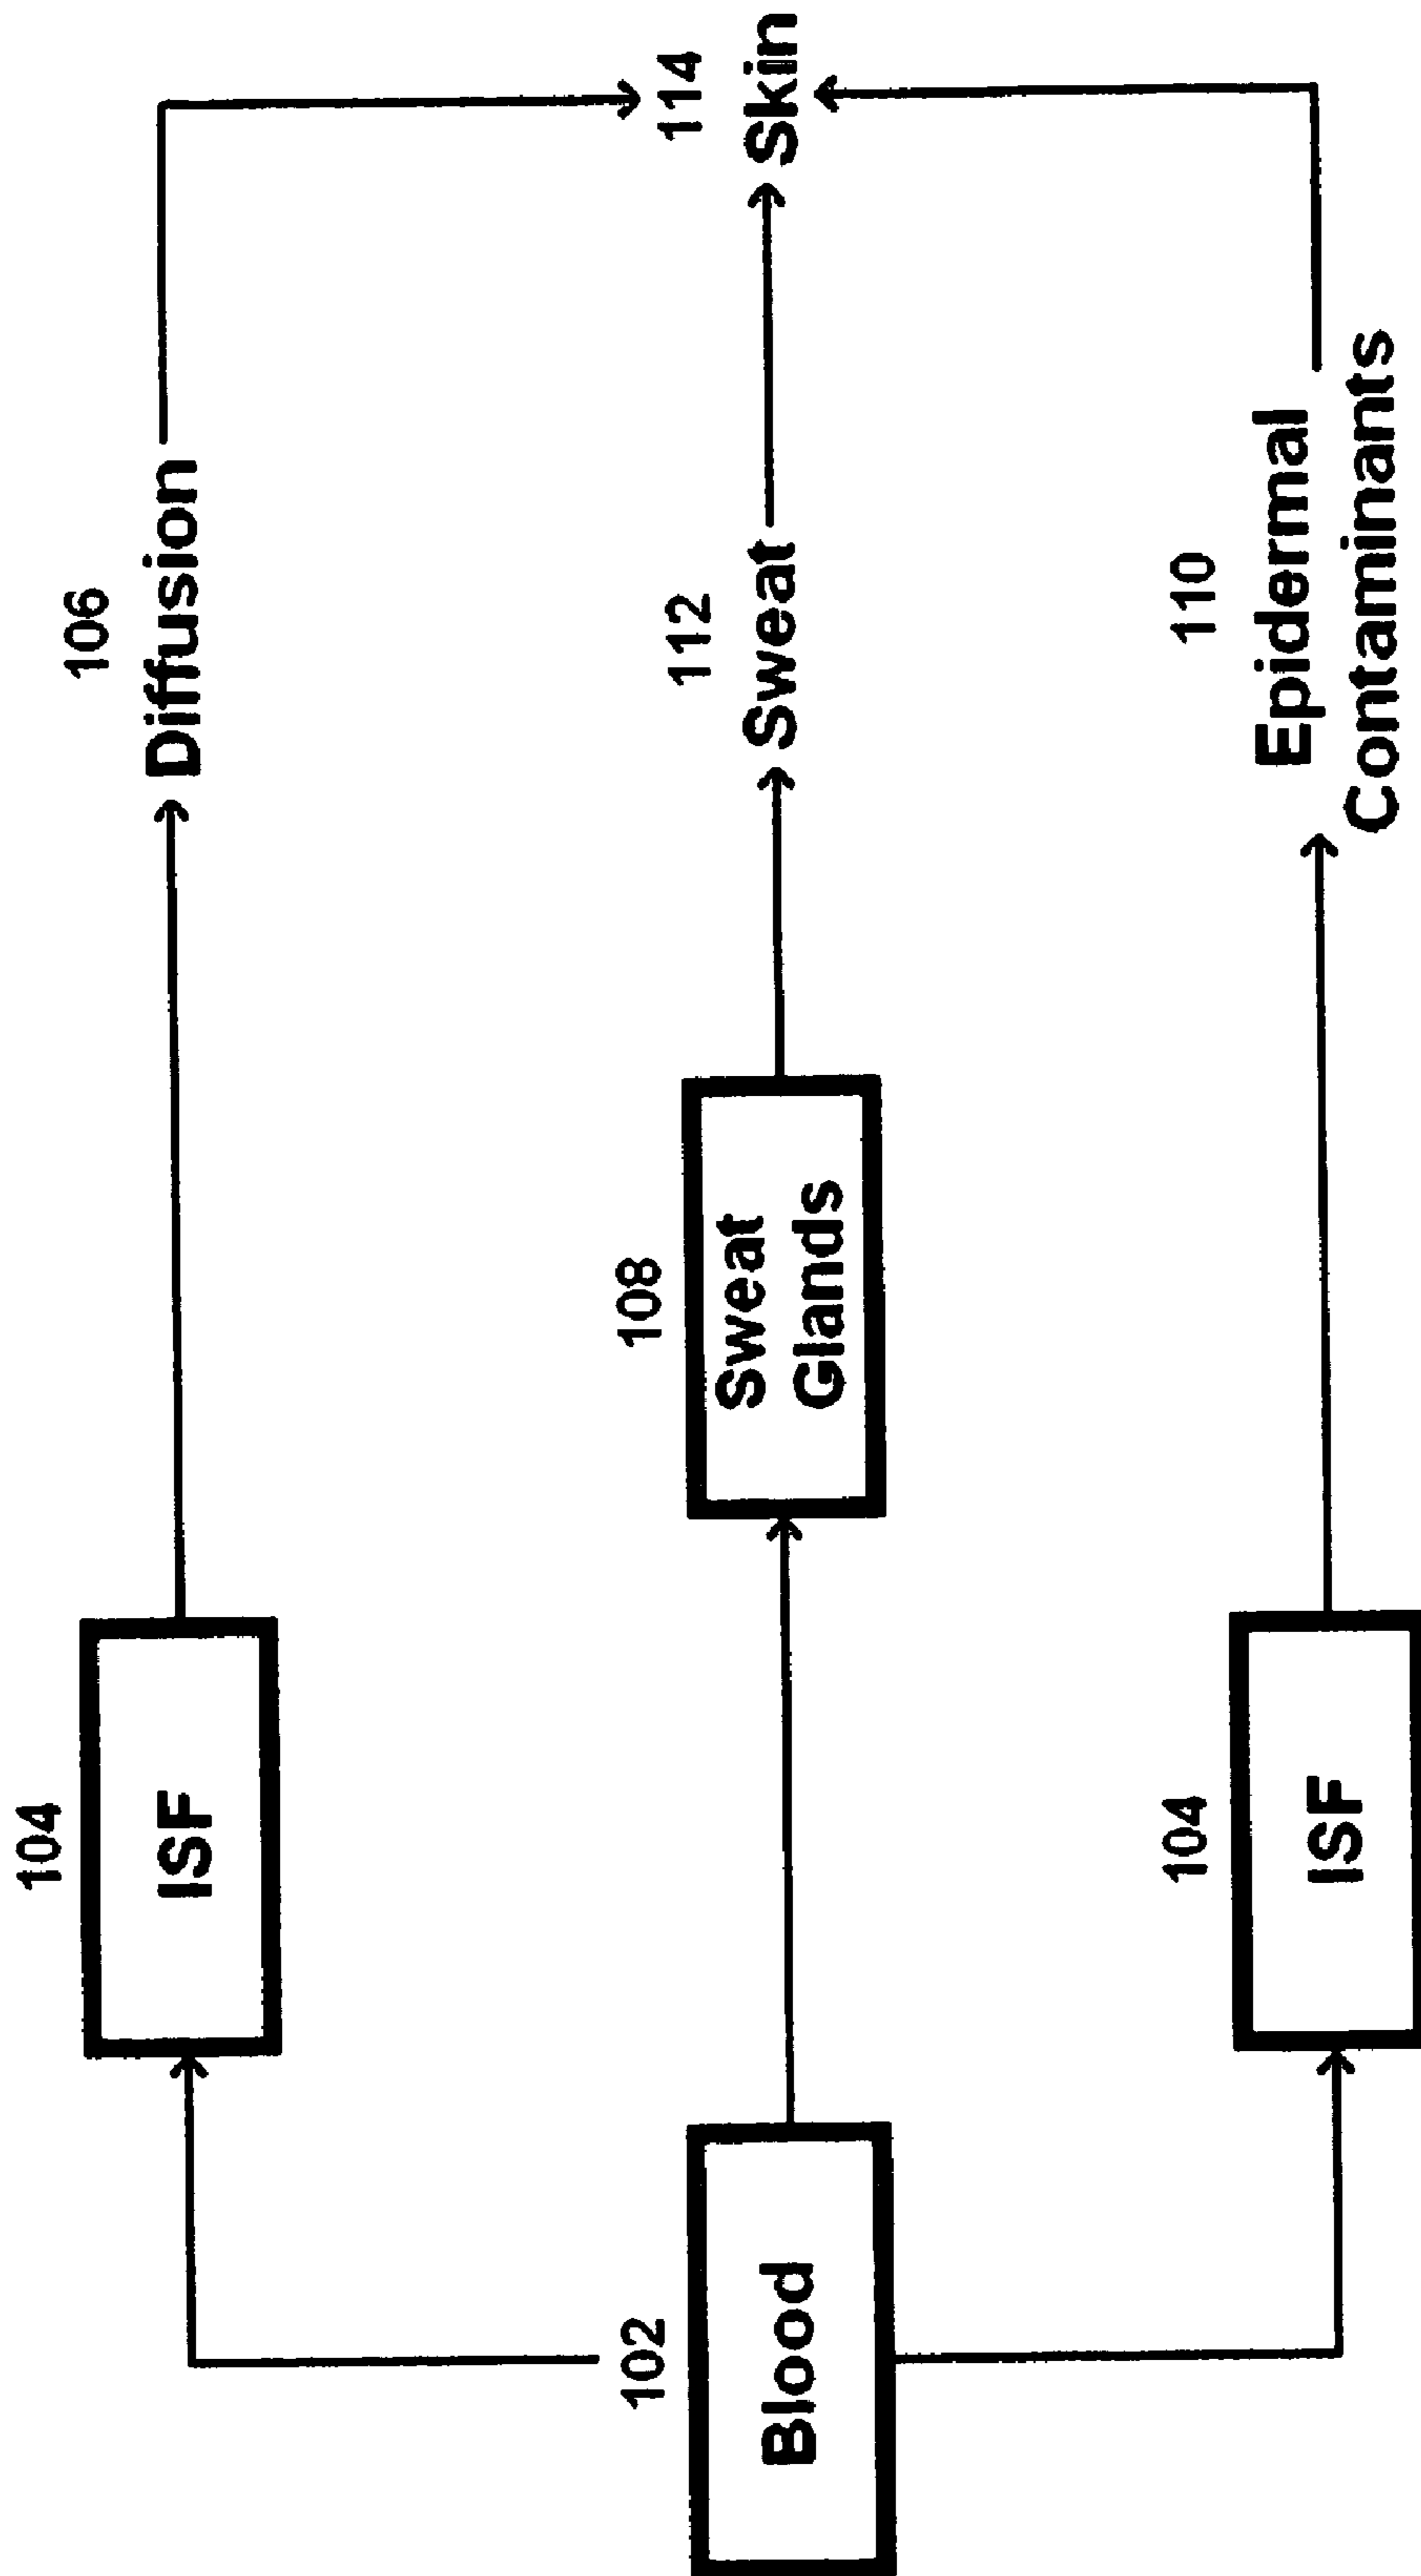 104
ISF
106
Diffusion
102
Blood
108
Sweat
Glands
112
Sweat
114
Skin
104
ISF
110
Epidermal
Contaminants